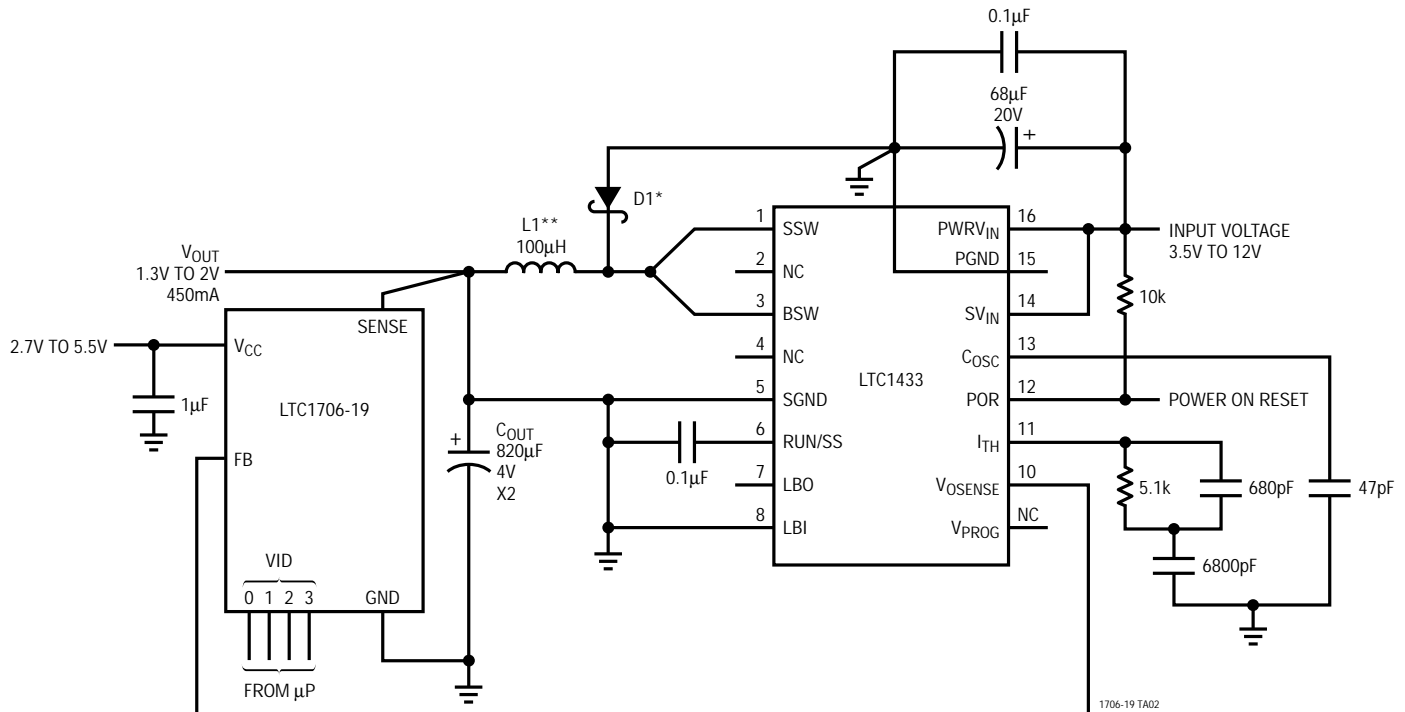 0.1µF
68µF
20V
+
D1*
L1**
100µH
VOUT
1.3V TO 2V
450mA
SENSE
2.7V TO 5.5V
VCC
1µF
LTC1706-19
FB
VID
0 1 2 3
GND
FROM µP
+
COUT
820µF
4V
X2
0.1µF
1 SSW
2 NC
3 BSW
4 NC
5 SGND
6 RUN/SS
7 LBO
8 LBI
LTC1433
PWRVIN 16
PGND 15
SVIN 14
COSC 13
POR 12
ITH 11
VOSENSE 10
VPROG NC
INPUT VOLTAGE
3.5V TO 12V
10k
POWER ON RESET
5.1k
680pF
47pF
6800pF
1706-19 TA02